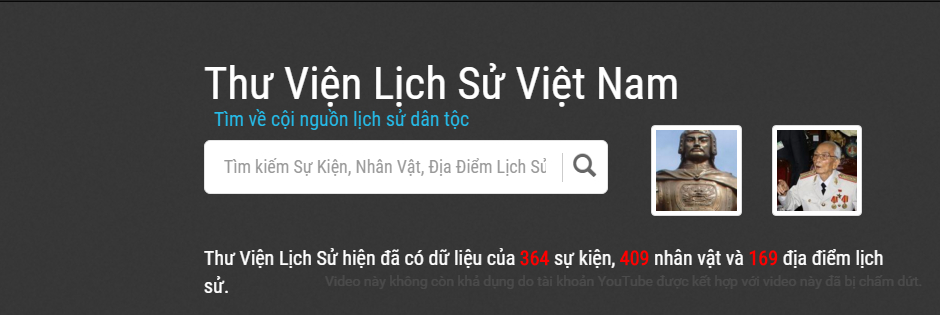 Thư Viện Lịch Sử Việt Nam
Tìm về cội nguồn lịch sử dân tộc
Tìm kiếm Sự Kiện, Nhân Vật, Địa Điểm Lịch Sử
Thư Viện Lịch Sử hiện đã có dữ liệu của 364 sự kiện, 409 nhân vật và 169 địa điểm lịch
sử.
Video này không còn khả dụng do tài khoản YouTube được kết hợp với video này đã bị chấm dứt.